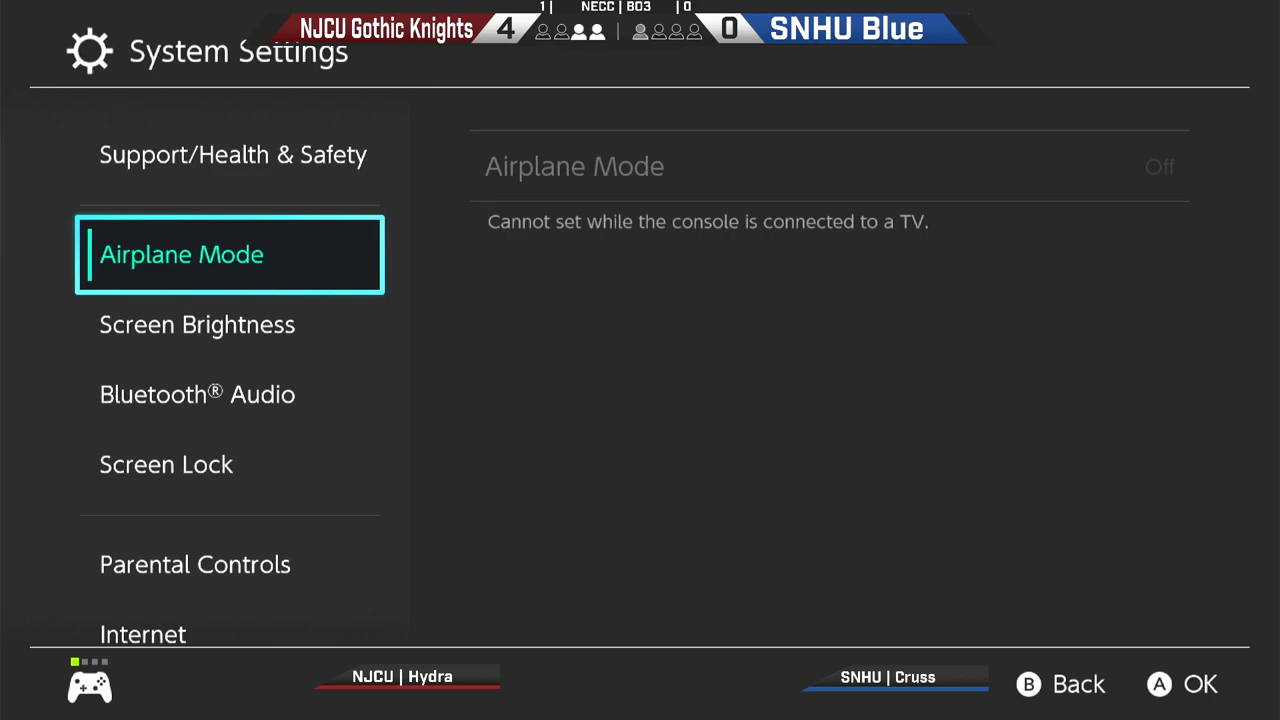 1 | NECC | BO3 | 0
NJCU Gothic Knights 4 0 SNHU Blue
System Settings
Support/Health & Safety
Airplane Mode
Screen Brightness
Bluetooth® Audio
Screen Lock
Parental Controls
Internet
Airplane Mode Off
Cannot set while the console is connected to a TV.
NJCU | Hydra
SNHU | Cruss
B Back
A OK